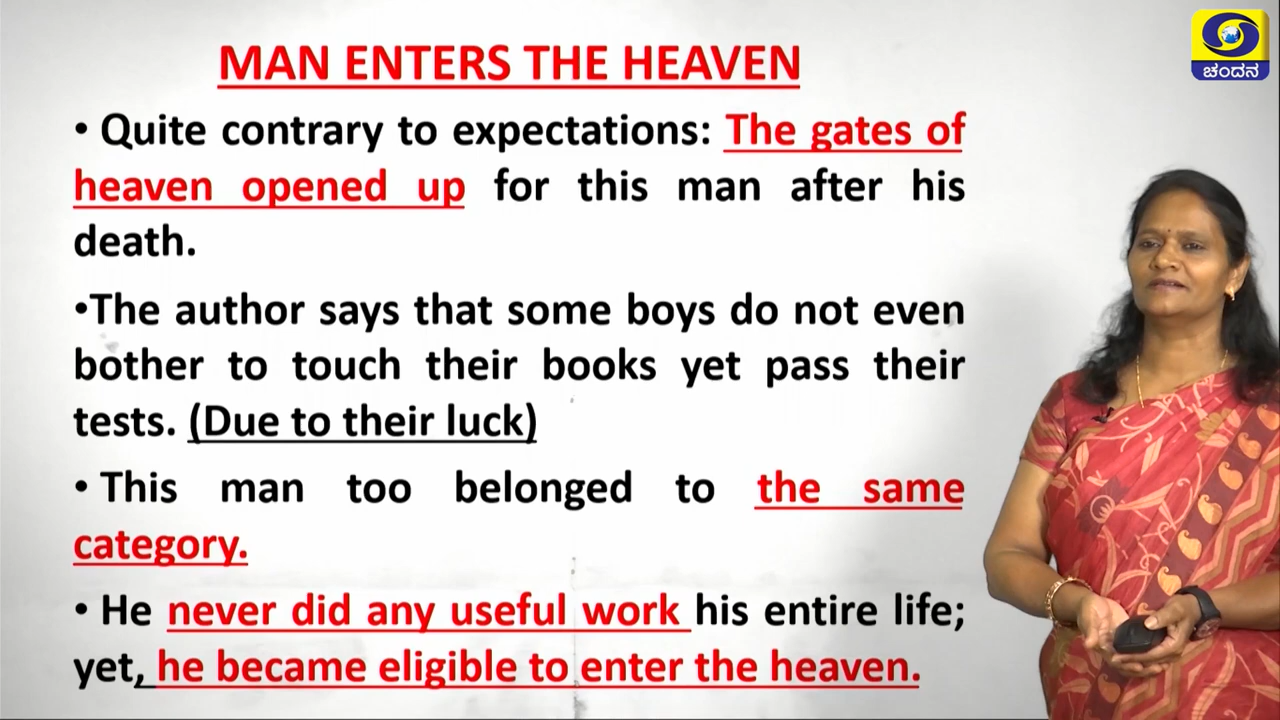 MAN ENTERS THE HEAVEN
ಚಂದನ
• Quite contrary to expectations: The gates of
heaven opened up for this man after his
death.
•The author says that some boys do not even
bother to touch their books yet pass their
tests. (Due to their luck)
• This man too belonged to the same
category.
• He never did any useful work his entire life;
yet, he became eligible to enter the heaven.